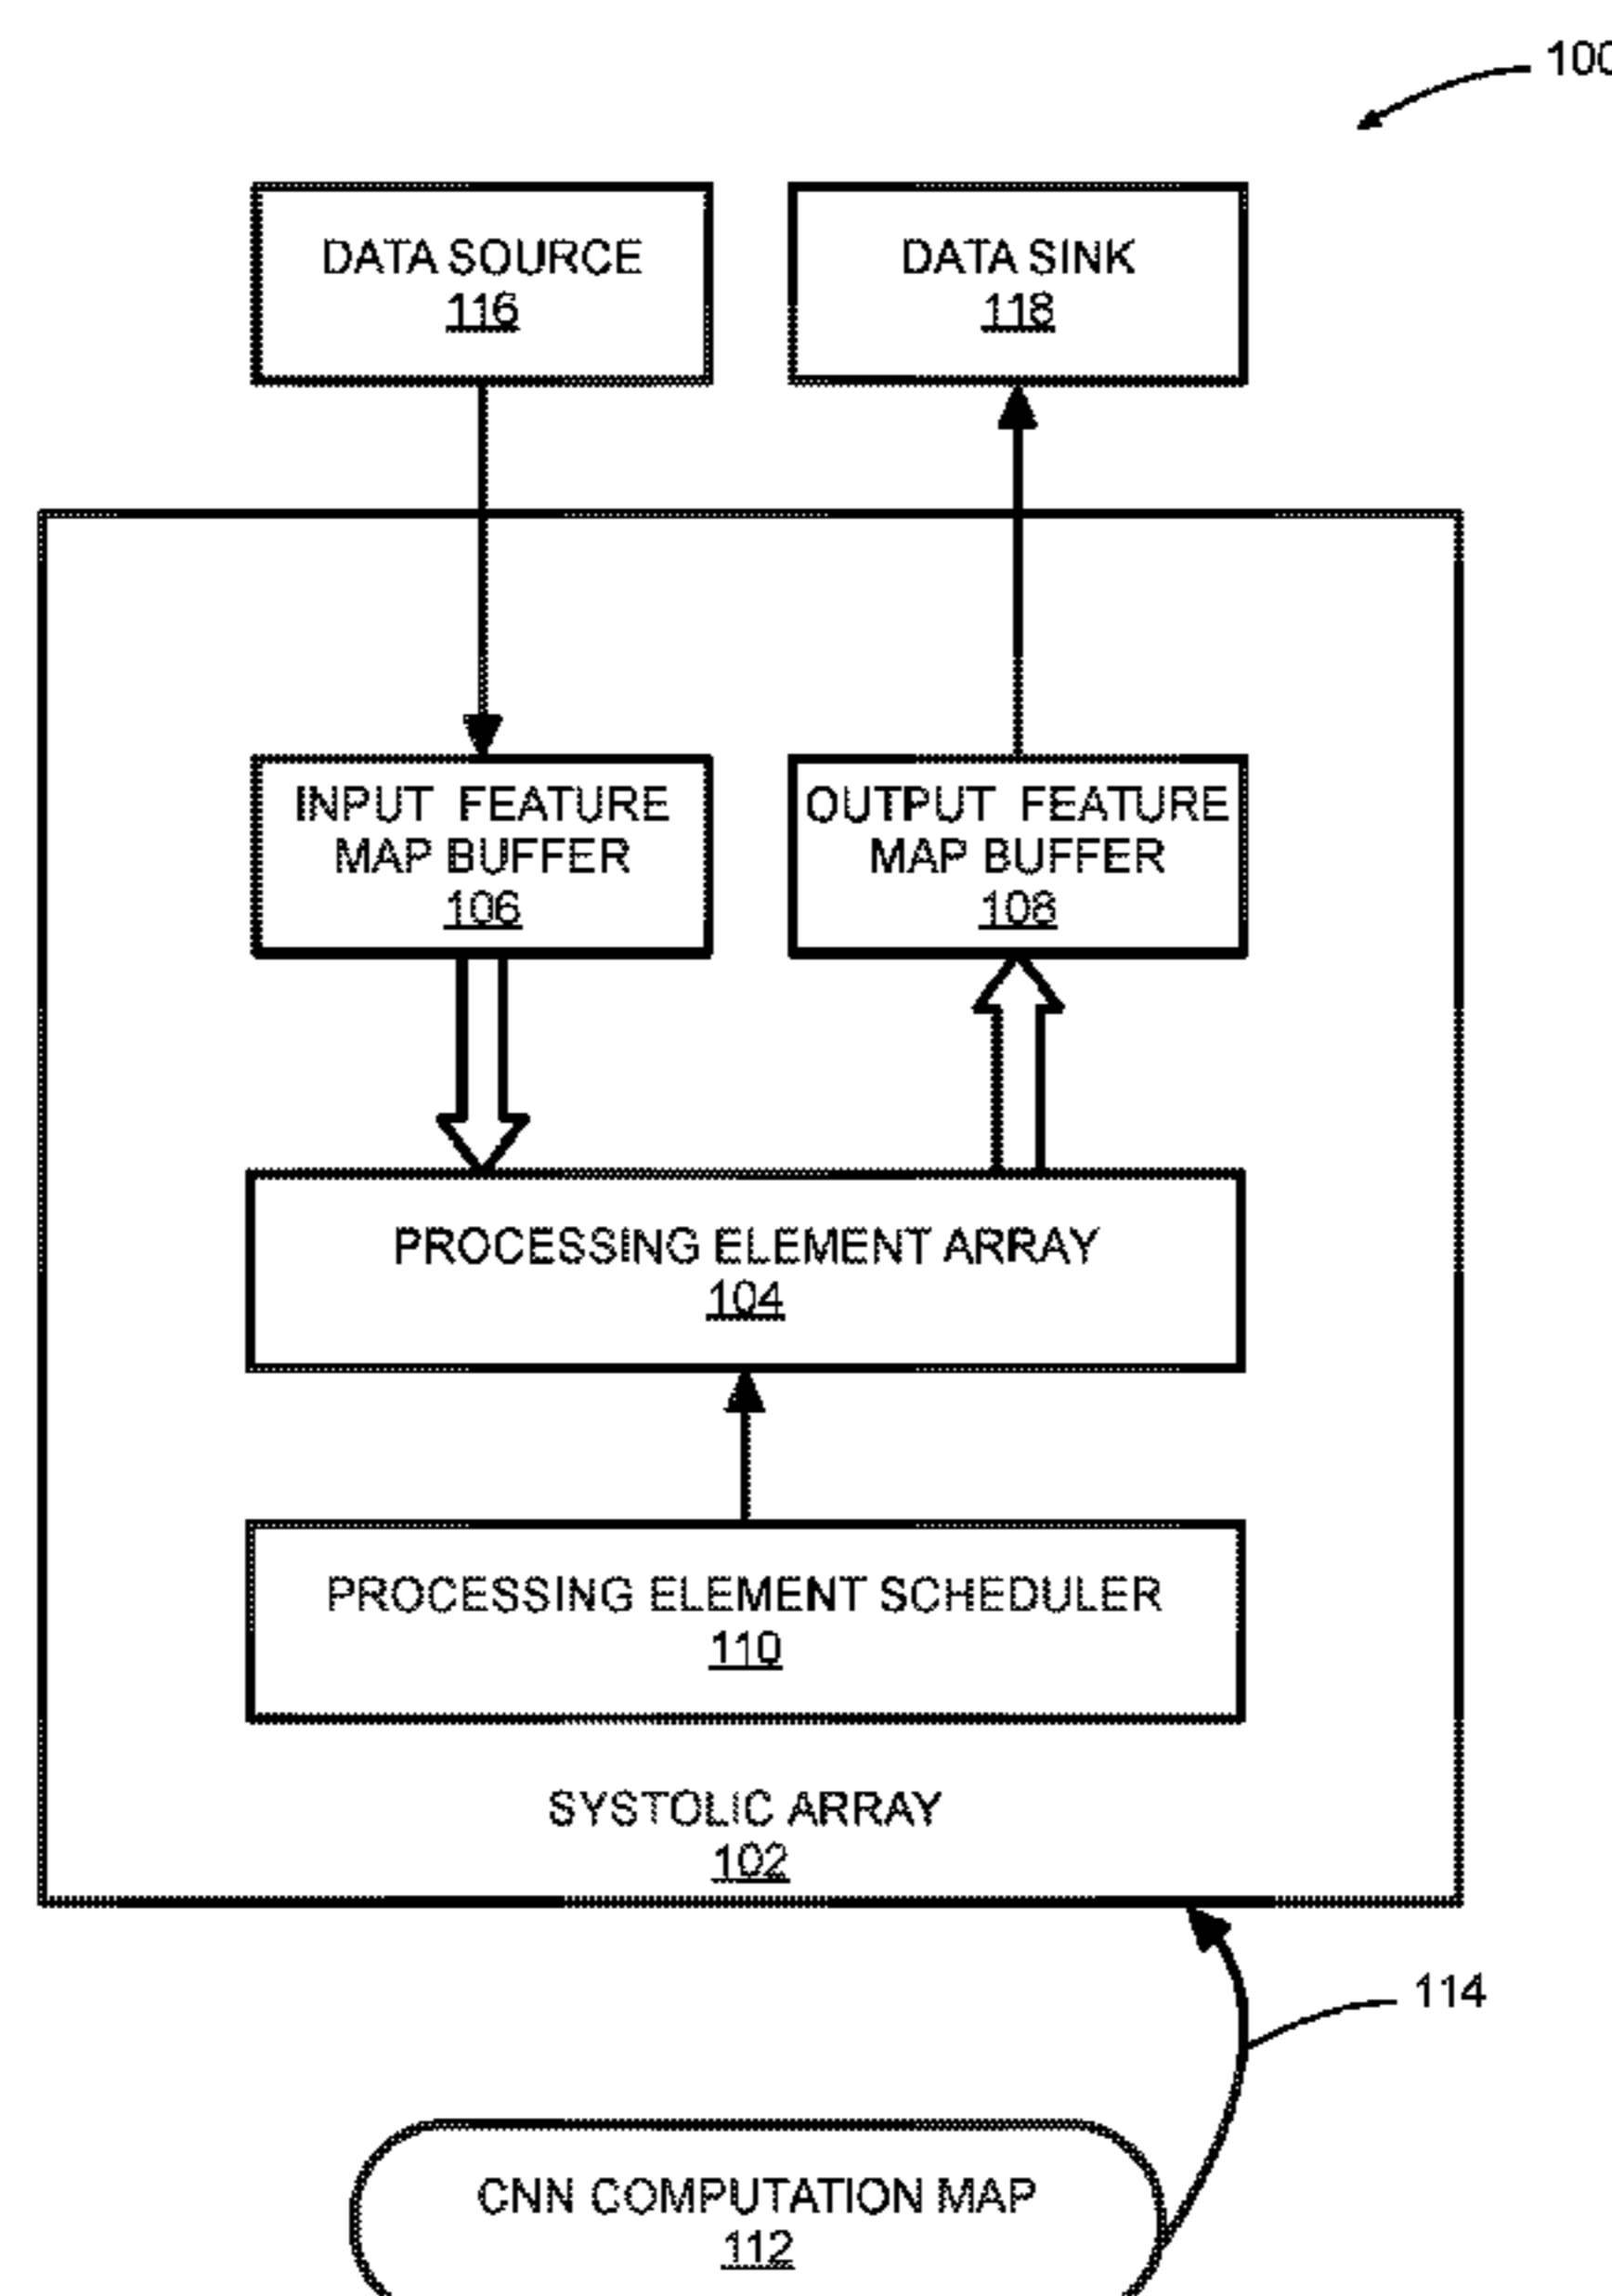 100
DATA SOURCE
116
DATA SINK
118
INPUT FEATURE
MAP BUFFER
106
OUTPUT FEATURE
MAP BUFFER
108
PROCESSING ELEMENT ARRAY
104
PROCESSING ELEMENT SCHEDULER
110
SYSTOLIC ARRAY
102
114
CNN COMPUTATION MAP
112